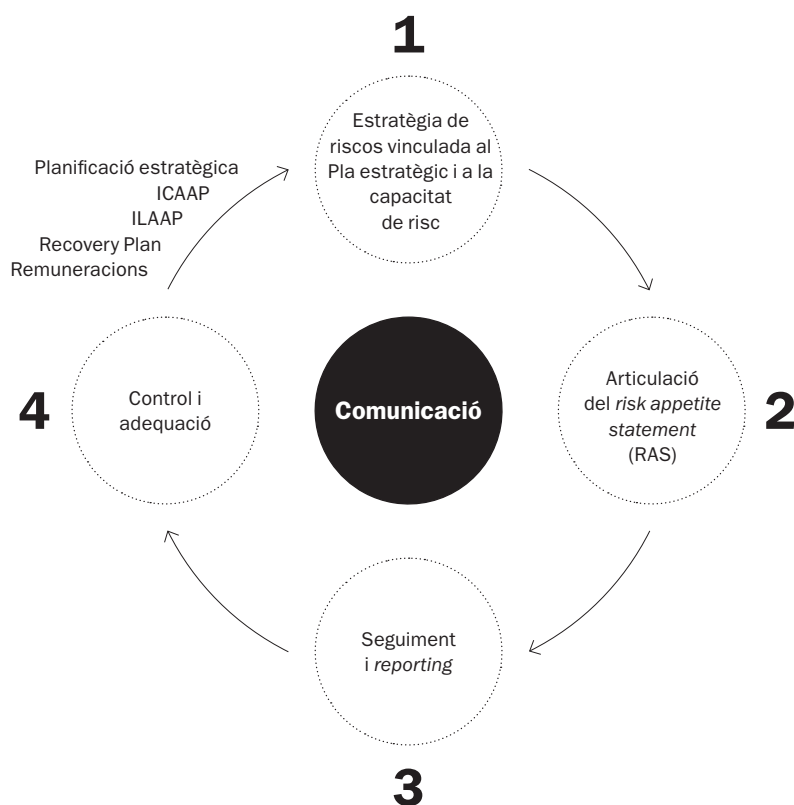 1
Estratègia de
riscos vinculada al
Pla estratègic i a la
capacitat
de risc
Planificació estratègica
ICAAP
ILAAP
Recovery Plan
Remuneracions
4
Control i
adequació
Comunicació
Articulació
del risk appetite
statement
(RAS)
2
Seguiment
i reporting
3